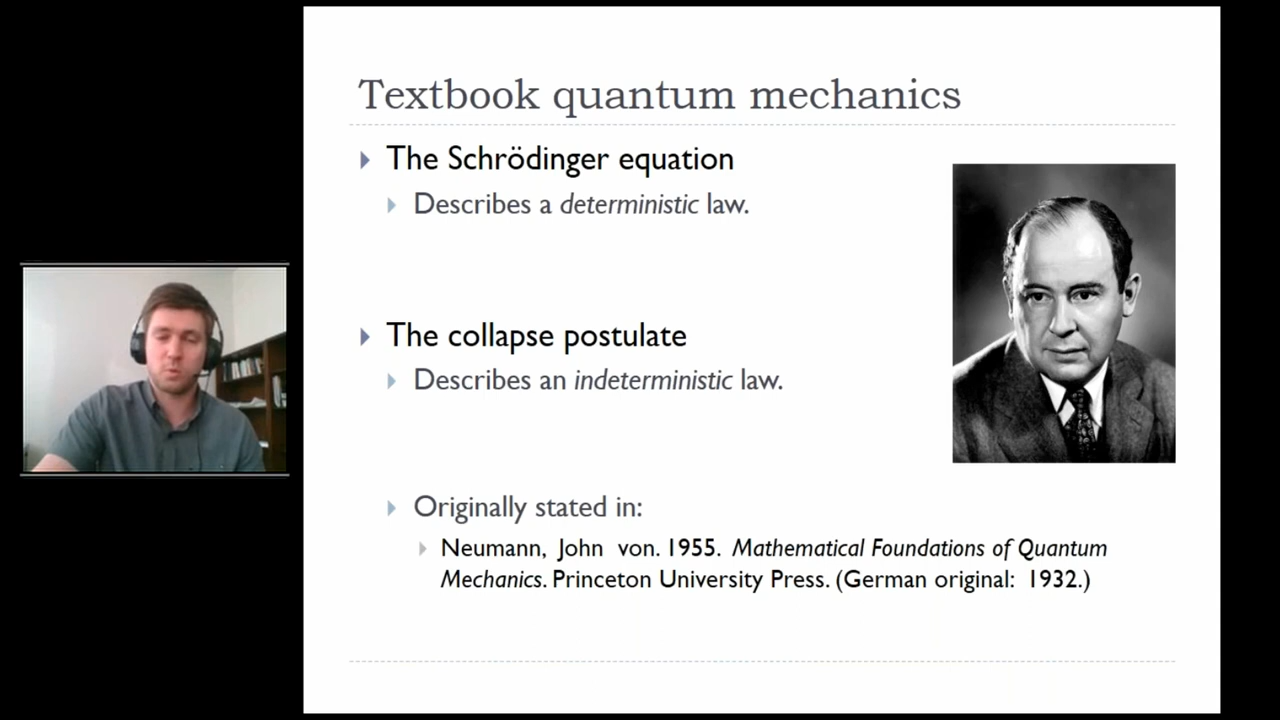 Textbook quantum mechanics
The Schrödinger equation
Describes a deterministic law.
The collapse postulate
Describes an indeterministic law.
Originally stated in:
Neumann, John von. 1955. Mathematical Foundations of Quantum
Mechanics. Princeton University Press. (German original: 1932.)